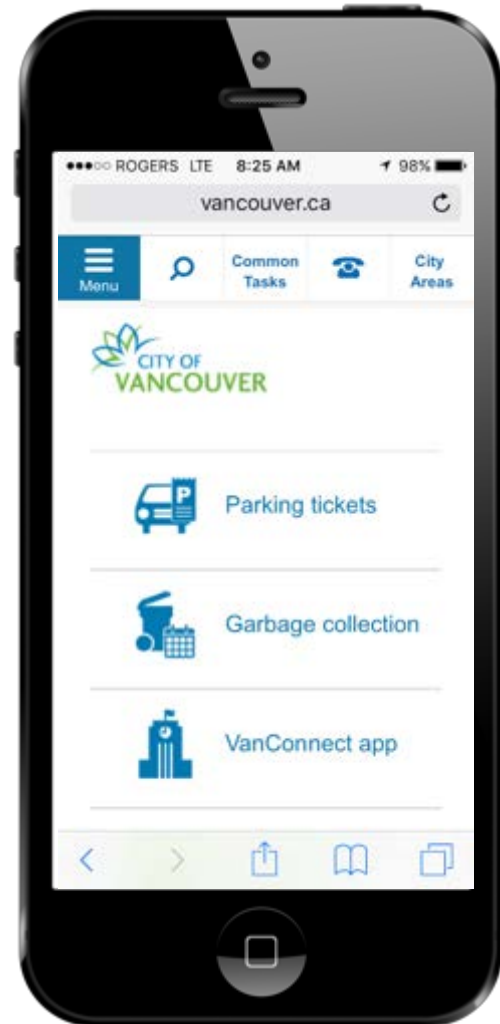 ROGERS LTE 8:25 AM 98%
vancouver.ca
Menu
Common
Tasks
City
Areas
CITY OF
VANCOUVER
P
Parking tickets
Garbage collection
VanConnect app